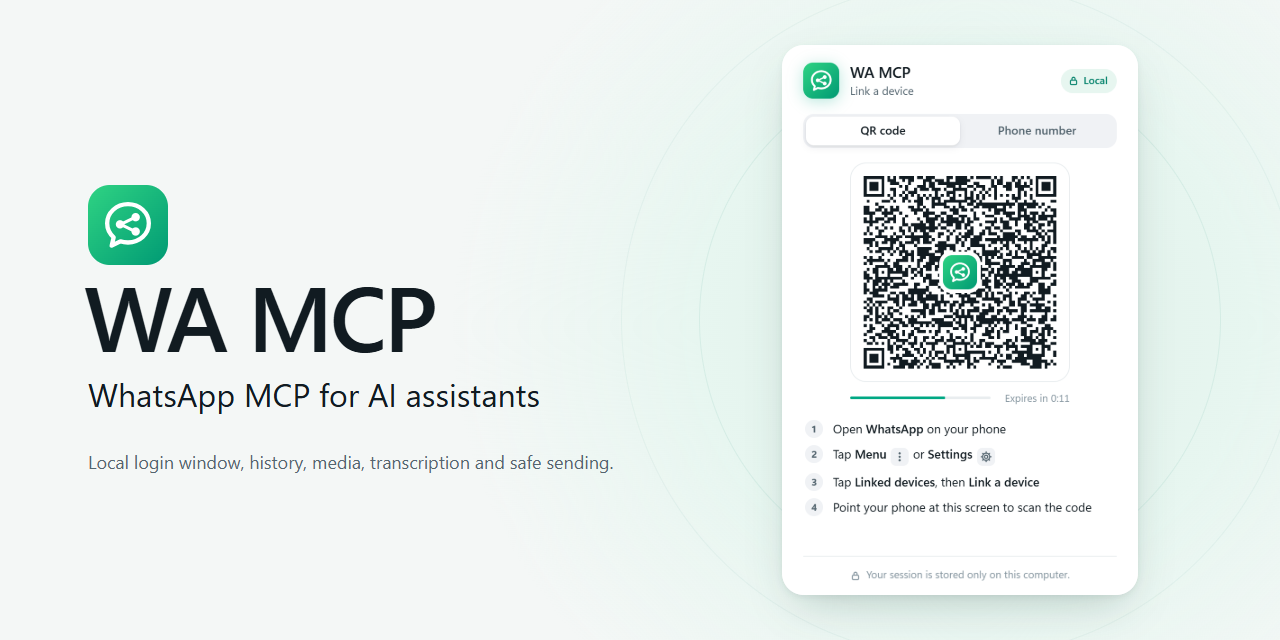 WA MCP
WhatsApp MCP for AI assistants
Local login window, history, media, transcription and safe sending.
WA MCP
Link a device
Local
QR code
Phone number
Expires in 0:11
1 Open WhatsApp on your phone
2 Tap Menu or Settings
3 Tap Linked devices, then Link a device
4 Point your phone at this screen to scan the code
Your session is stored only on this computer.